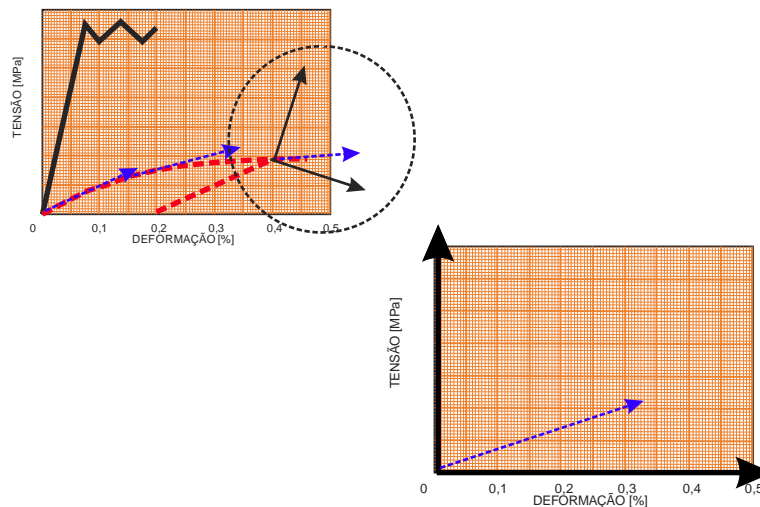 TENSÃO [MPa]
0 0,1 0,2 0,3 0,4 0,5
DEFORMAÇÃO [%]
TENSÃO [MPa]
0 0,1 0,2 0,3 0,4 0,5
DEFORMAÇÃO [%]